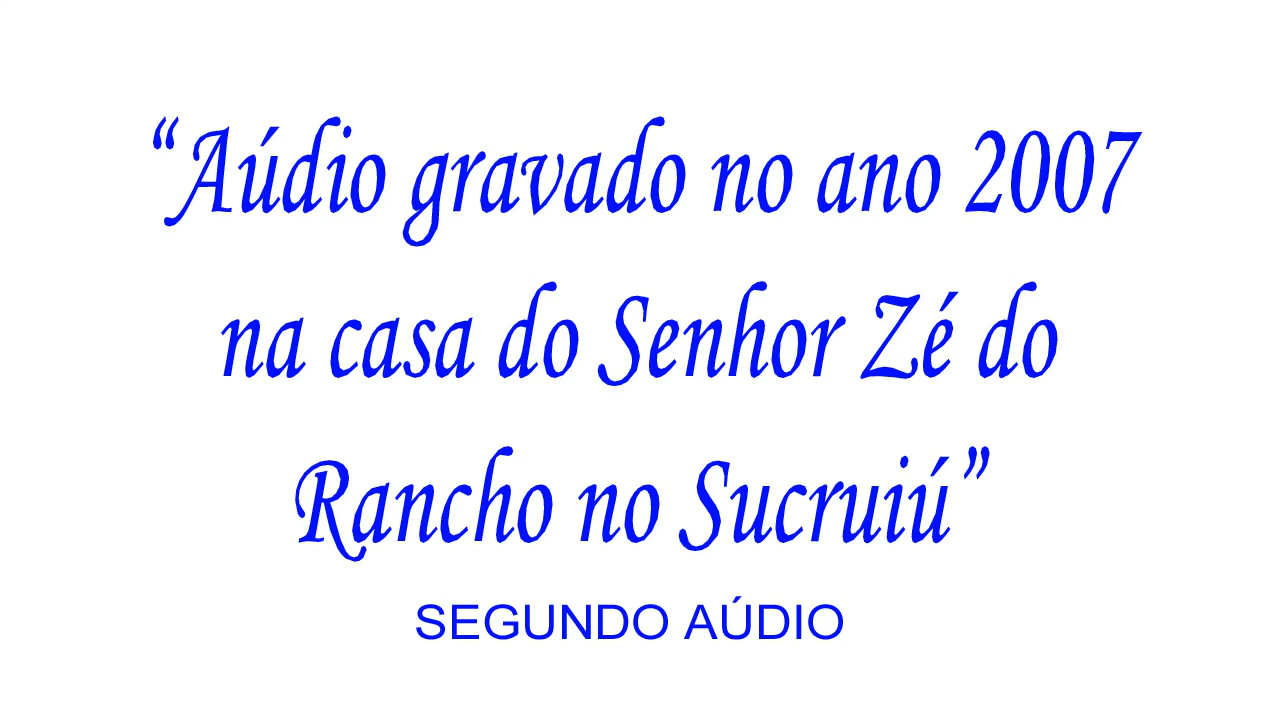 “Aúdio gravado no ano 2007
na casa do Senhor Zé do
Rancho no Sucruiú”
SEGUNDO AÚDIO